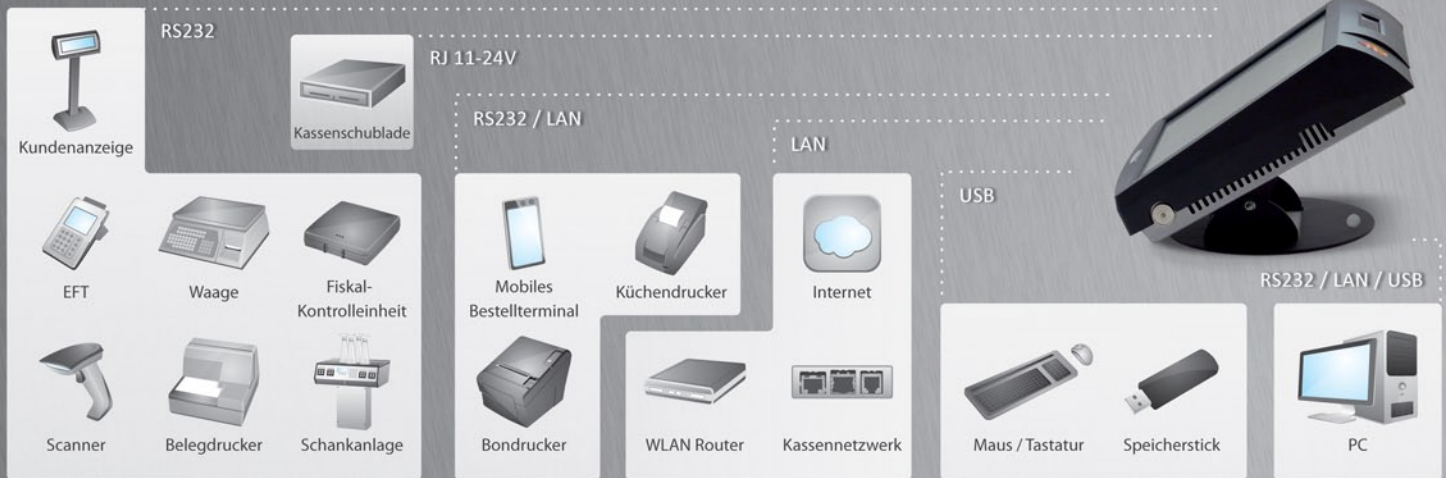 RS232
Kundenanzeige
EFT
Waage
Fiskal-
Kontrolleinheit
Scanner
Belegdrucker
Schankanlage
RJ 11-24V
Kassenschublade
RS232 / LAN
Mobiles
Bestellterminal
Küchendrucker
Bondrucker
LAN
Internet
WLAN Router
Kassennetzwerk
USB
Maus / Tastatur
Speicherstick
RS232 / LAN / USB
PC